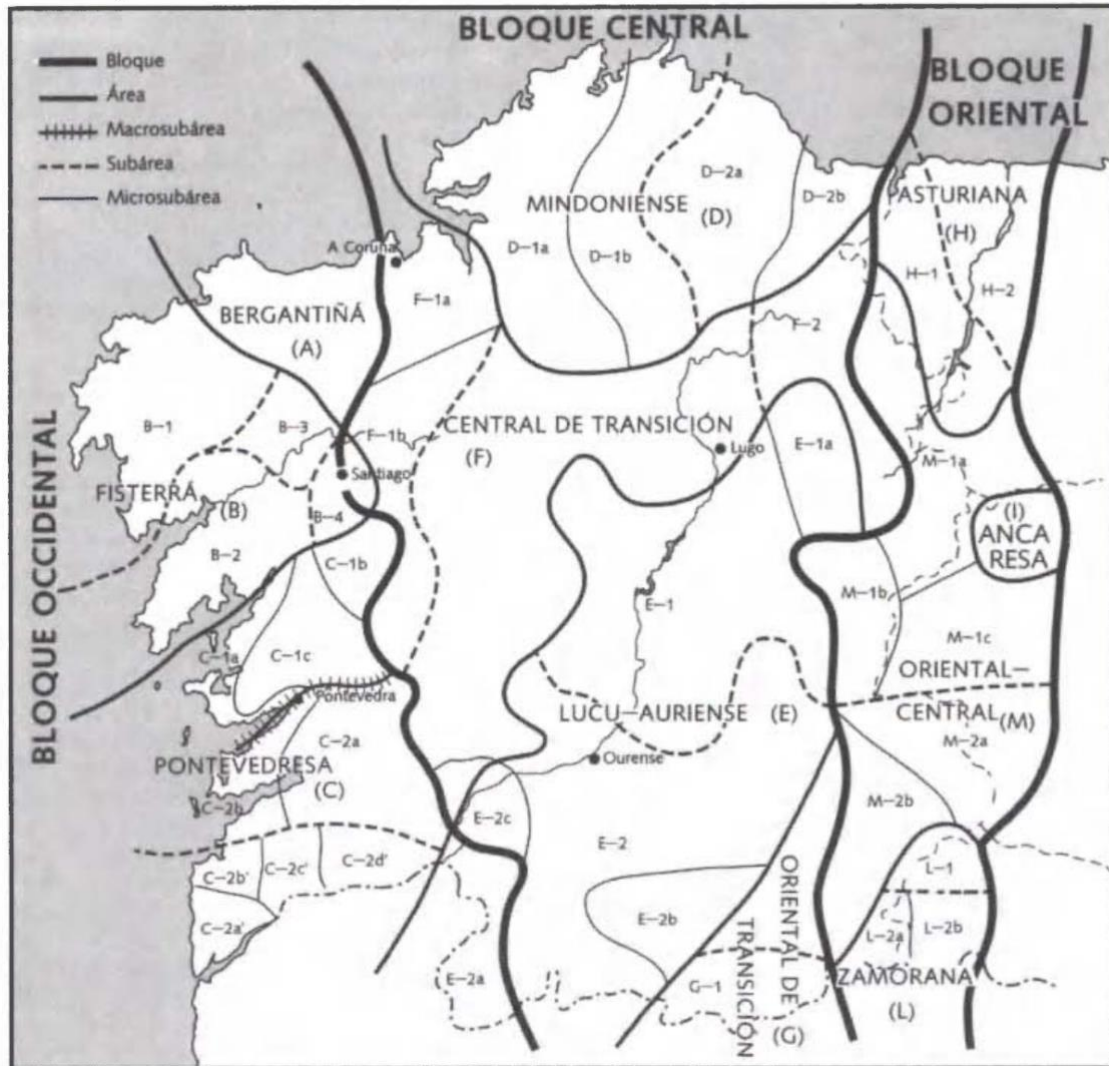 BLOQUE CENTRAL
BLOQUE
ORIENTAL
Bloque
Área
Macrosubárea
Subárea
Microsubárea
BLOQUE OCCIDENTAL
A Coruña
BERGANTIÑÁ
(A)
F—1a
D—1a
MINDONIENSE
(D)
D—1b
D—2a
D—2b
ASTURIANA
(H)
H—1
H—2
F—2
B—1
B—3
F—1b
CENTRAL DE TRANSICIÓN
(F)
Lugo
E—1a
M—1a
Santiago
FISTERRÁ
(B)
B—4
B—2
C—1b
(I)
ANCA
RESA
E—1
M—1b
M—1c
C—1a
C—1c
Pontevedra
ORIENTAL—
CENTRAL
(M)
LUCU—AURIENSE
(E)
M—2a
C—2a
PONTEVEDRESA
(C)
Ourense
C—2b
M—2b
E—2c
E—2
C—2b'
C—2c'
C—2d'
L—1
C—2a'
E—2b
L—2a
L—2b
E—2a
G—1
ORIENTAL DE
TRANSICIÓN
(G)
ZAMORANA
(L)